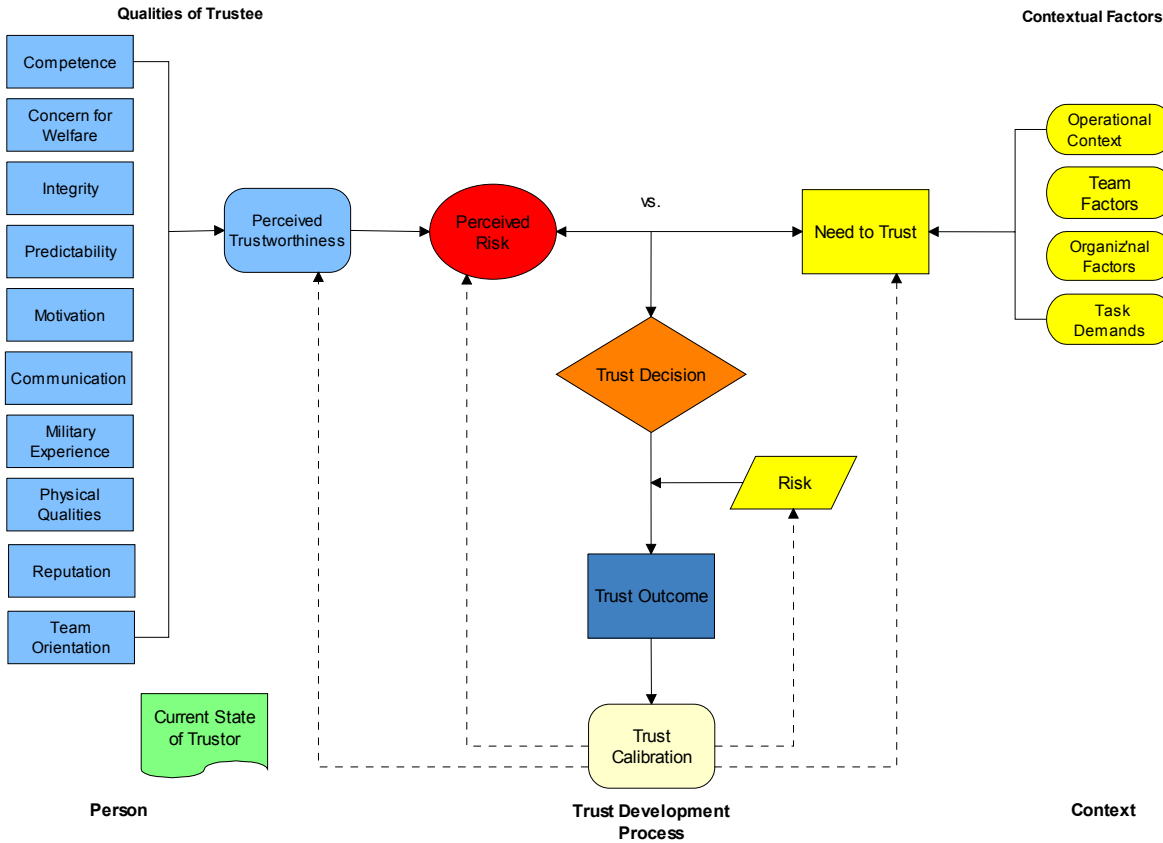 Qualities of Trustee
Contextual Factors
Competence
Concern for
Welfare
Integrity
Predictability
Motivation
Communication
Military
Experience
Physical
Qualities
Reputation
Team
Orientation
Current State
of Trustor
Perceived
Trustworthiness
Perceived
Risk
vs.
Need to Trust
Operational
Context
Team
Factors
Organiz'nal
Factors
Task
Demands
Trust Decision
Risk
Trust Outcome
Trust
Calibration
Person
Trust Development
Process
Context